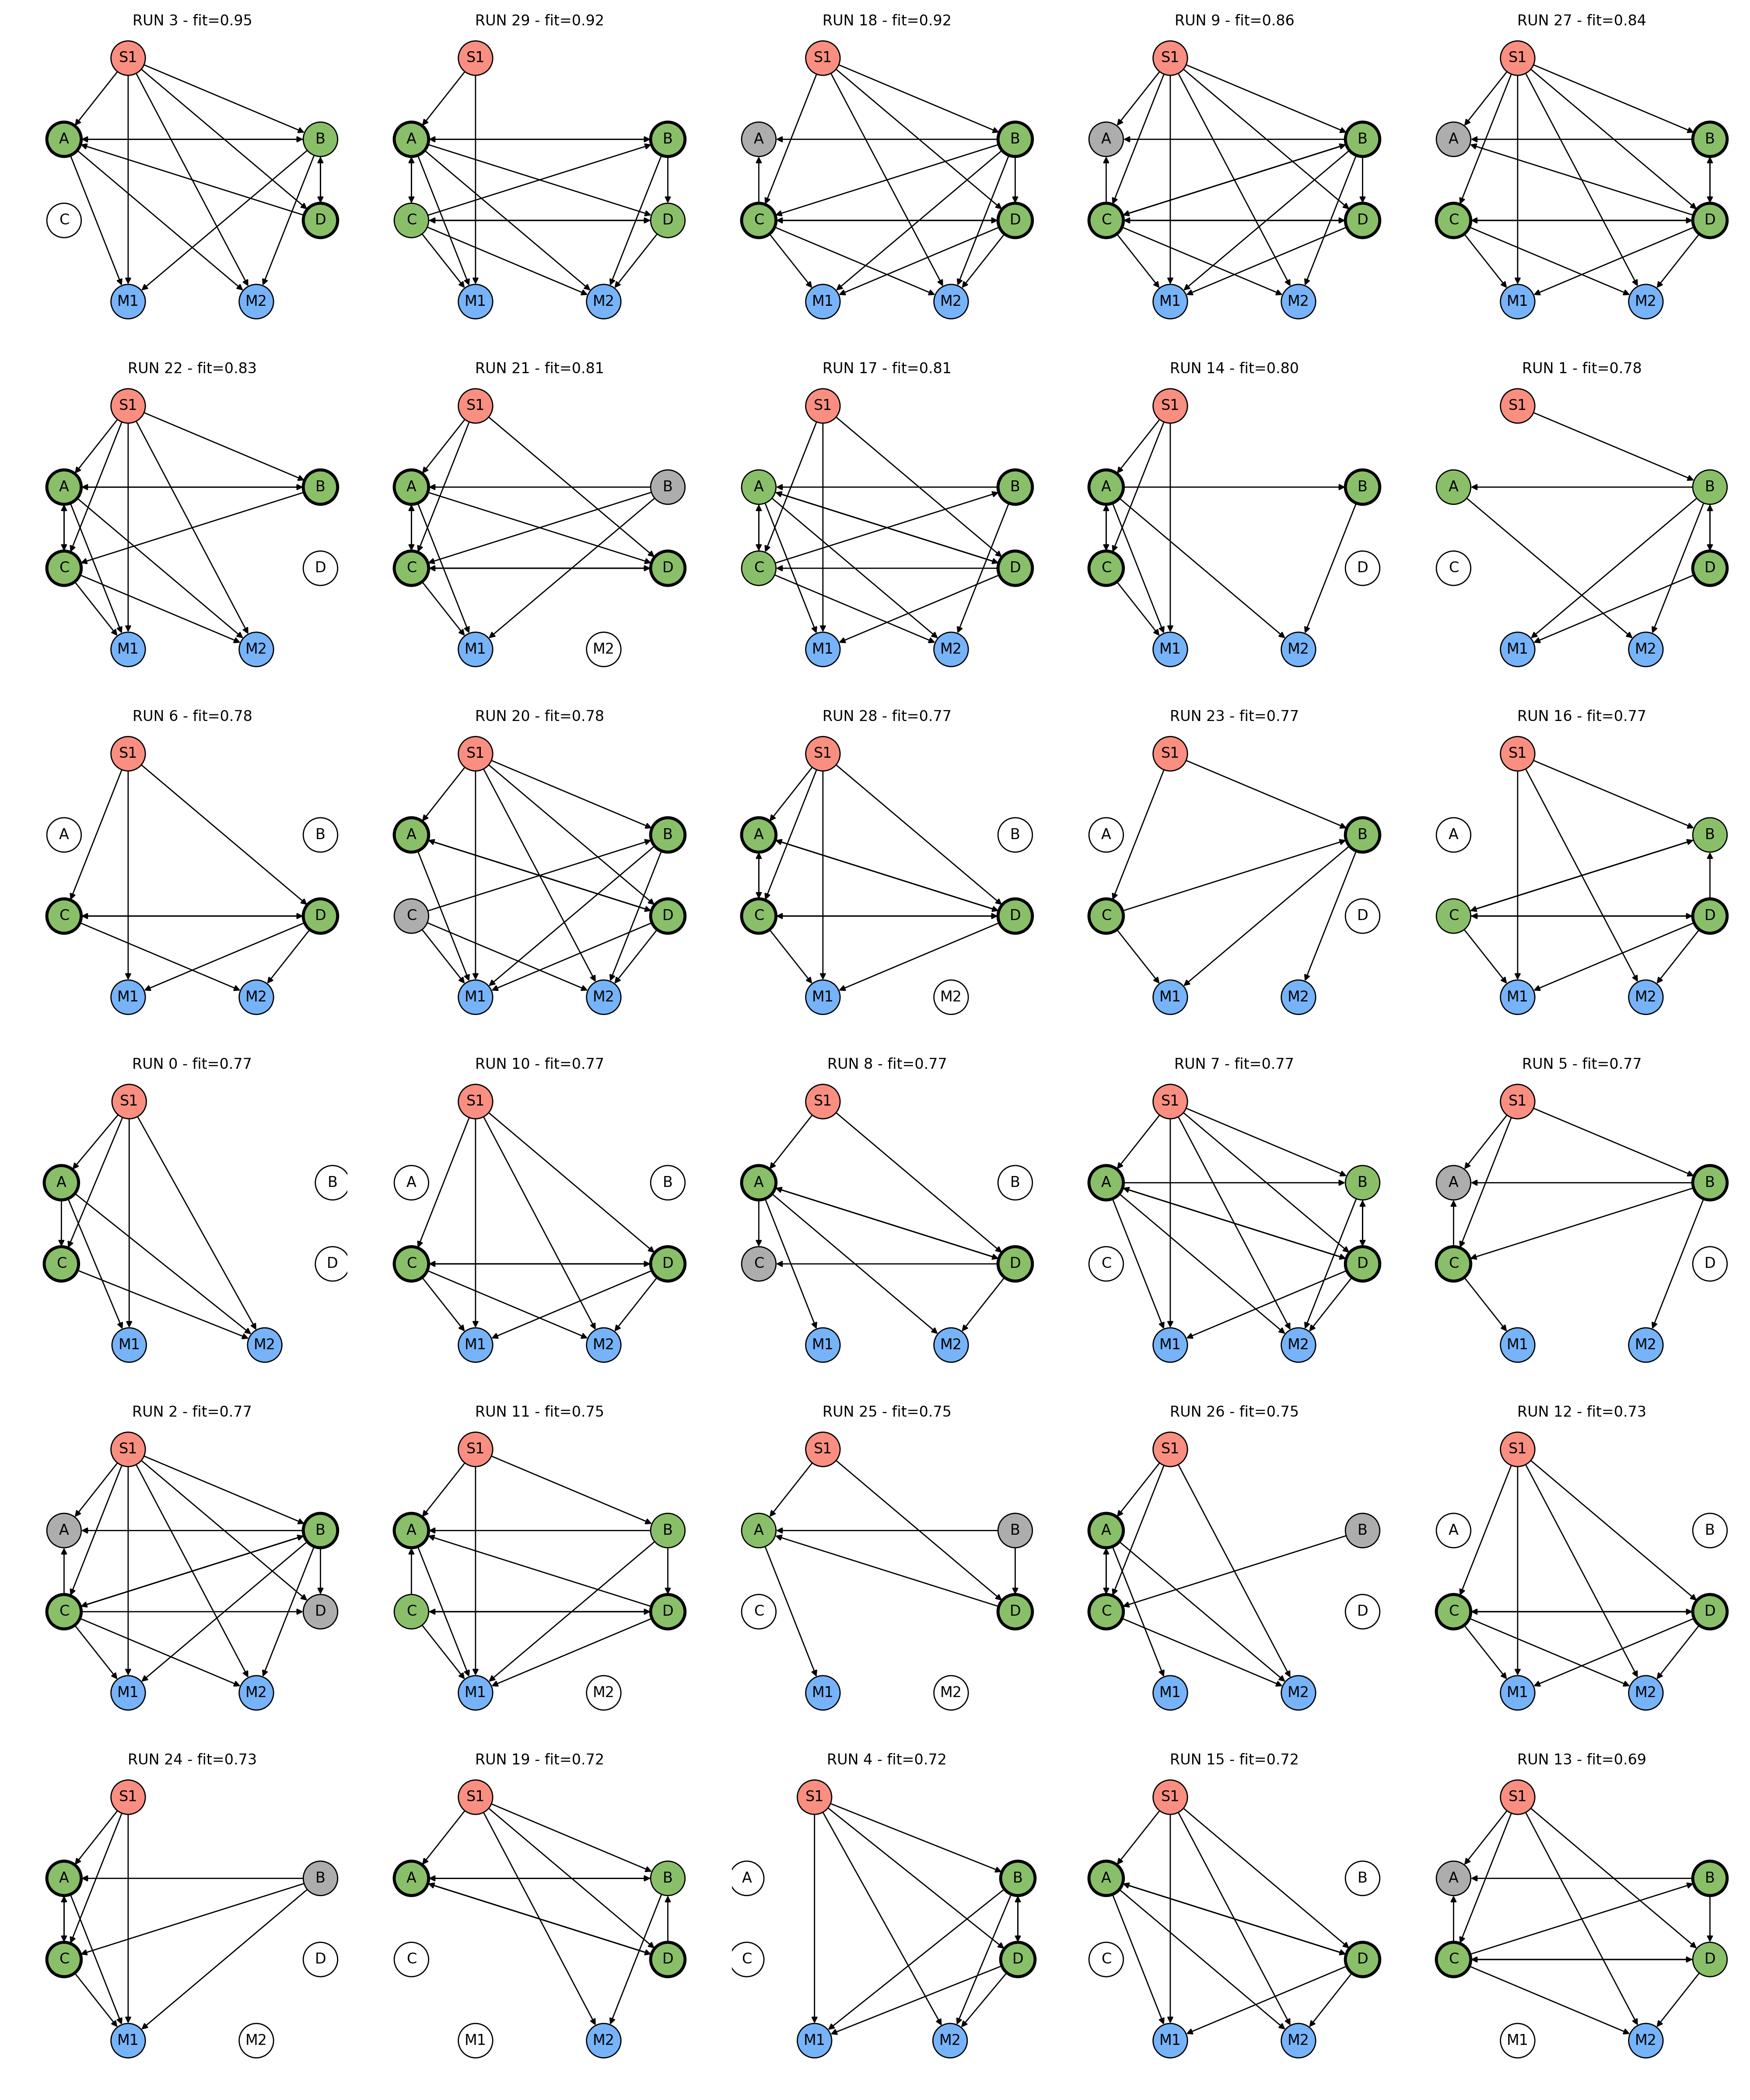 RUN 3 - fit=0.95
S1
A
B
C
D
M1
M2
RUN 29 - fit=0.92
S1
A
B
C
D
M1
M2
RUN 18 - fit=0.92
S1
A
B
C
D
M1
M2
RUN 9 - fit=0.86
S1
A
B
C
D
M1
M2
RUN 27 - fit=0.84
S1
A
B
C
D
M1
M2
RUN 22 - fit=0.83
S1
A
B
C
D
M1
M2
RUN 21 - fit=0.81
S1
A
B
C
D
M1
M2
RUN 17 - fit=0.81
S1
A
B
C
D
M1
M2
RUN 14 - fit=0.80
S1
A
B
C
D
M1
M2
RUN 1 - fit=0.78
S1
A
B
C
D
M1
M2
RUN 6 - fit=0.78
S1
A
B
C
D
M1
M2
RUN 20 - fit=0.78
S1
A
B
C
D
M1
M2
RUN 28 - fit=0.77
S1
A
B
C
D
M1
M2
RUN 23 - fit=0.77
S1
A
B
C
D
M1
M2
RUN 16 - fit=0.77
S1
A
B
C
D
M1
M2
RUN 0 - fit=0.77
S1
A
B
C
D
M1
M2
RUN 10 - fit=0.77
S1
A
B
C
D
M1
M2
RUN 8 - fit=0.77
S1
A
B
C
D
M1
M2
RUN 7 - fit=0.77
S1
A
B
C
D
M1
M2
RUN 5 - fit=0.77
S1
A
B
C
D
M1
M2
RUN 2 - fit=0.77
S1
A
B
C
D
M1
M2
RUN 11 - fit=0.75
S1
A
B
C
D
M1
M2
RUN 25 - fit=0.75
S1
A
B
C
D
M1
M2
RUN 26 - fit=0.75
S1
A
B
C
D
M1
M2
RUN 12 - fit=0.73
S1
A
B
C
D
M1
M2
RUN 24 - fit=0.73
S1
A
B
C
D
M1
M2
RUN 19 - fit=0.72
S1
A
B
C
D
M1
M2
RUN 4 - fit=0.72
S1
A
B
C
D
M1
M2
RUN 15 - fit=0.72
S1
A
B
C
D
M1
M2
RUN 13 - fit=0.69
S1
A
B
C
D
M1
M2